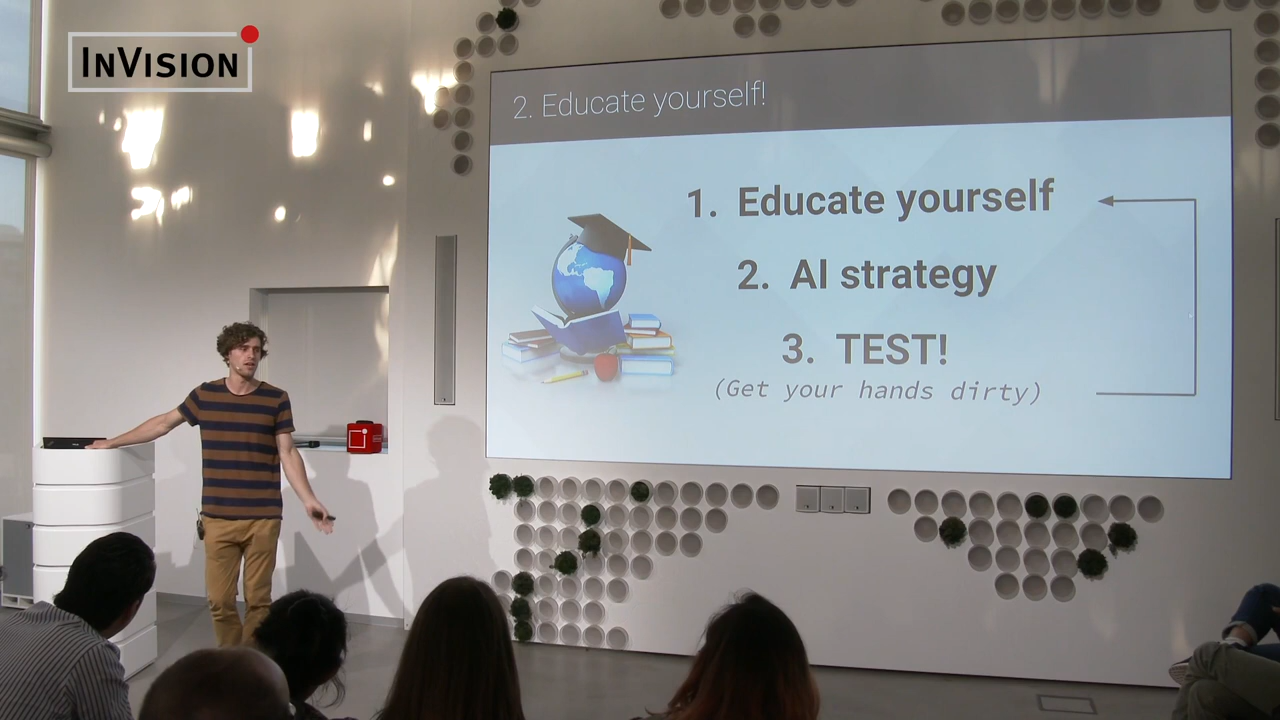 INVISION
2. Educate yourself!
1. Educate yourself
2. AI strategy
3. TEST!
(Get your hands dirty)